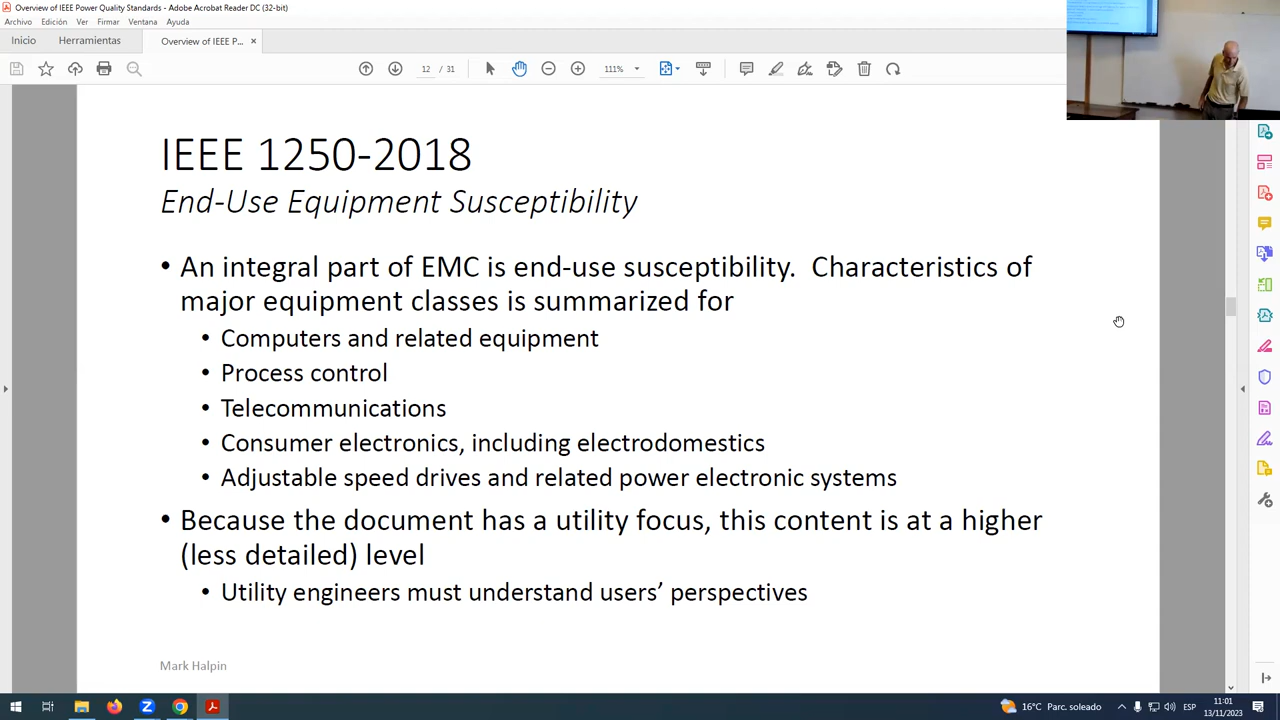 Overview of IEEE Power Quality Standards - Adobe Acrobat Reader DC (32-bit)
Archivo Edición Ver Firmar Ventana Ayuda
Inicio Herramientas Overview of IEEE P... ×
12 / 31 111%
IEEE 1250-2018
End-Use Equipment Susceptibility
• An integral part of EMC is end-use susceptibility. Characteristics of
major equipment classes is summarized for
• Computers and related equipment
• Process control
• Telecommunications
• Consumer electronics, including electrodomestics
• Adjustable speed drives and related power electronic systems
• Because the document has a utility focus, this content is at a higher
(less detailed) level
• Utility engineers must understand users’ perspectives
Mark Halpin
16°C Parc. soleado ESP 11:01
13/11/2023